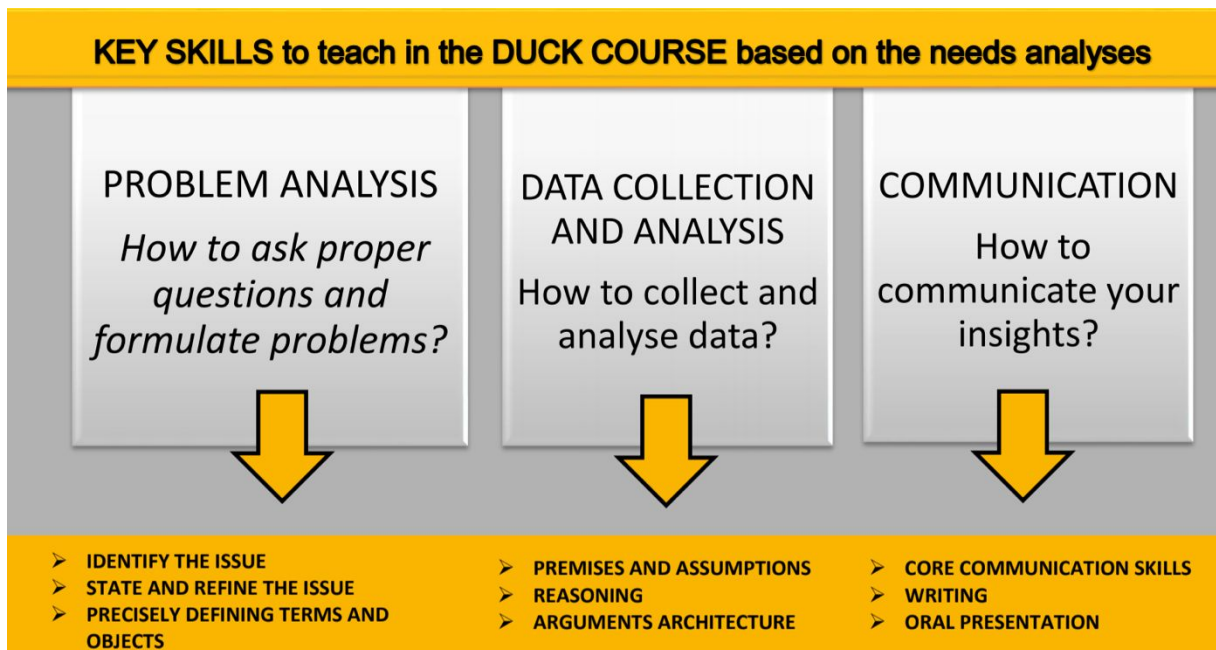 KEY SKILLS to teach in the DUCK COURSE based on the needs analyses
PROBLEM ANALYSIS
How to ask proper
questions and
formulate problems?
DATA COLLECTION
AND ANALYSIS
How to collect and
analyse data?
COMMUNICATION
How to
communicate your
insights?
➢ IDENTIFY THE ISSUE
➢ STATE AND REFINE THE ISSUE
➢ PRECISELY DEFINING TERMS AND
OBJECTS
➢ PREMISES AND ASSUMPTIONS
➢ REASONING
➢ ARGUMENTS ARCHITECTURE
➢ CORE COMMUNICATION SKILLS
➢ WRITING
➢ ORAL PRESENTATION